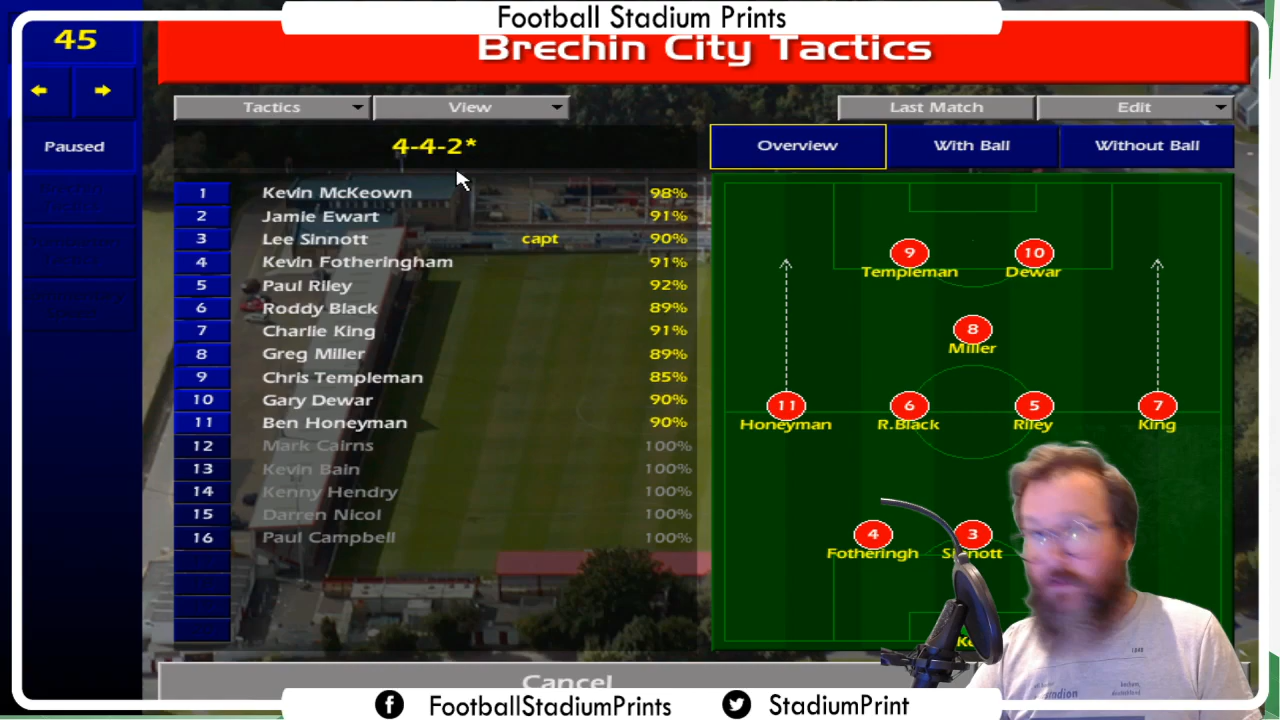 Football Stadium Prints
45
Brechin City Tactics
Tactics
View
Last Match
Edit
Paused
4-4-2*
Overview
With Ball
Without Ball
1 Kevin McKeown 98%
2 Jamie Ewart 91%
3 Lee Sinnott capt 90%
4 Kevin Fotheringham 91%
5 Paul Riley 92%
6 Roddy Black 89%
7 Charlie King 91%
8 Greg Miller 89%
9 Chris Templeman 85%
10 Gary Dewar 90%
11 Ben Honeyman 90%
12 Mark Cairns 100%
13 Kevin Bain 100%
14 Kenny Hendry 100%
15 Darren Nicol 100%
16 Paul Campbell 100%
9 10
Templeman Dewar
8
Miller
11 6 5 7
Honeyman R.Black Riley King
4 3
Fotheringh
Cancel
FootballStadiumPrints
StadiumPrint